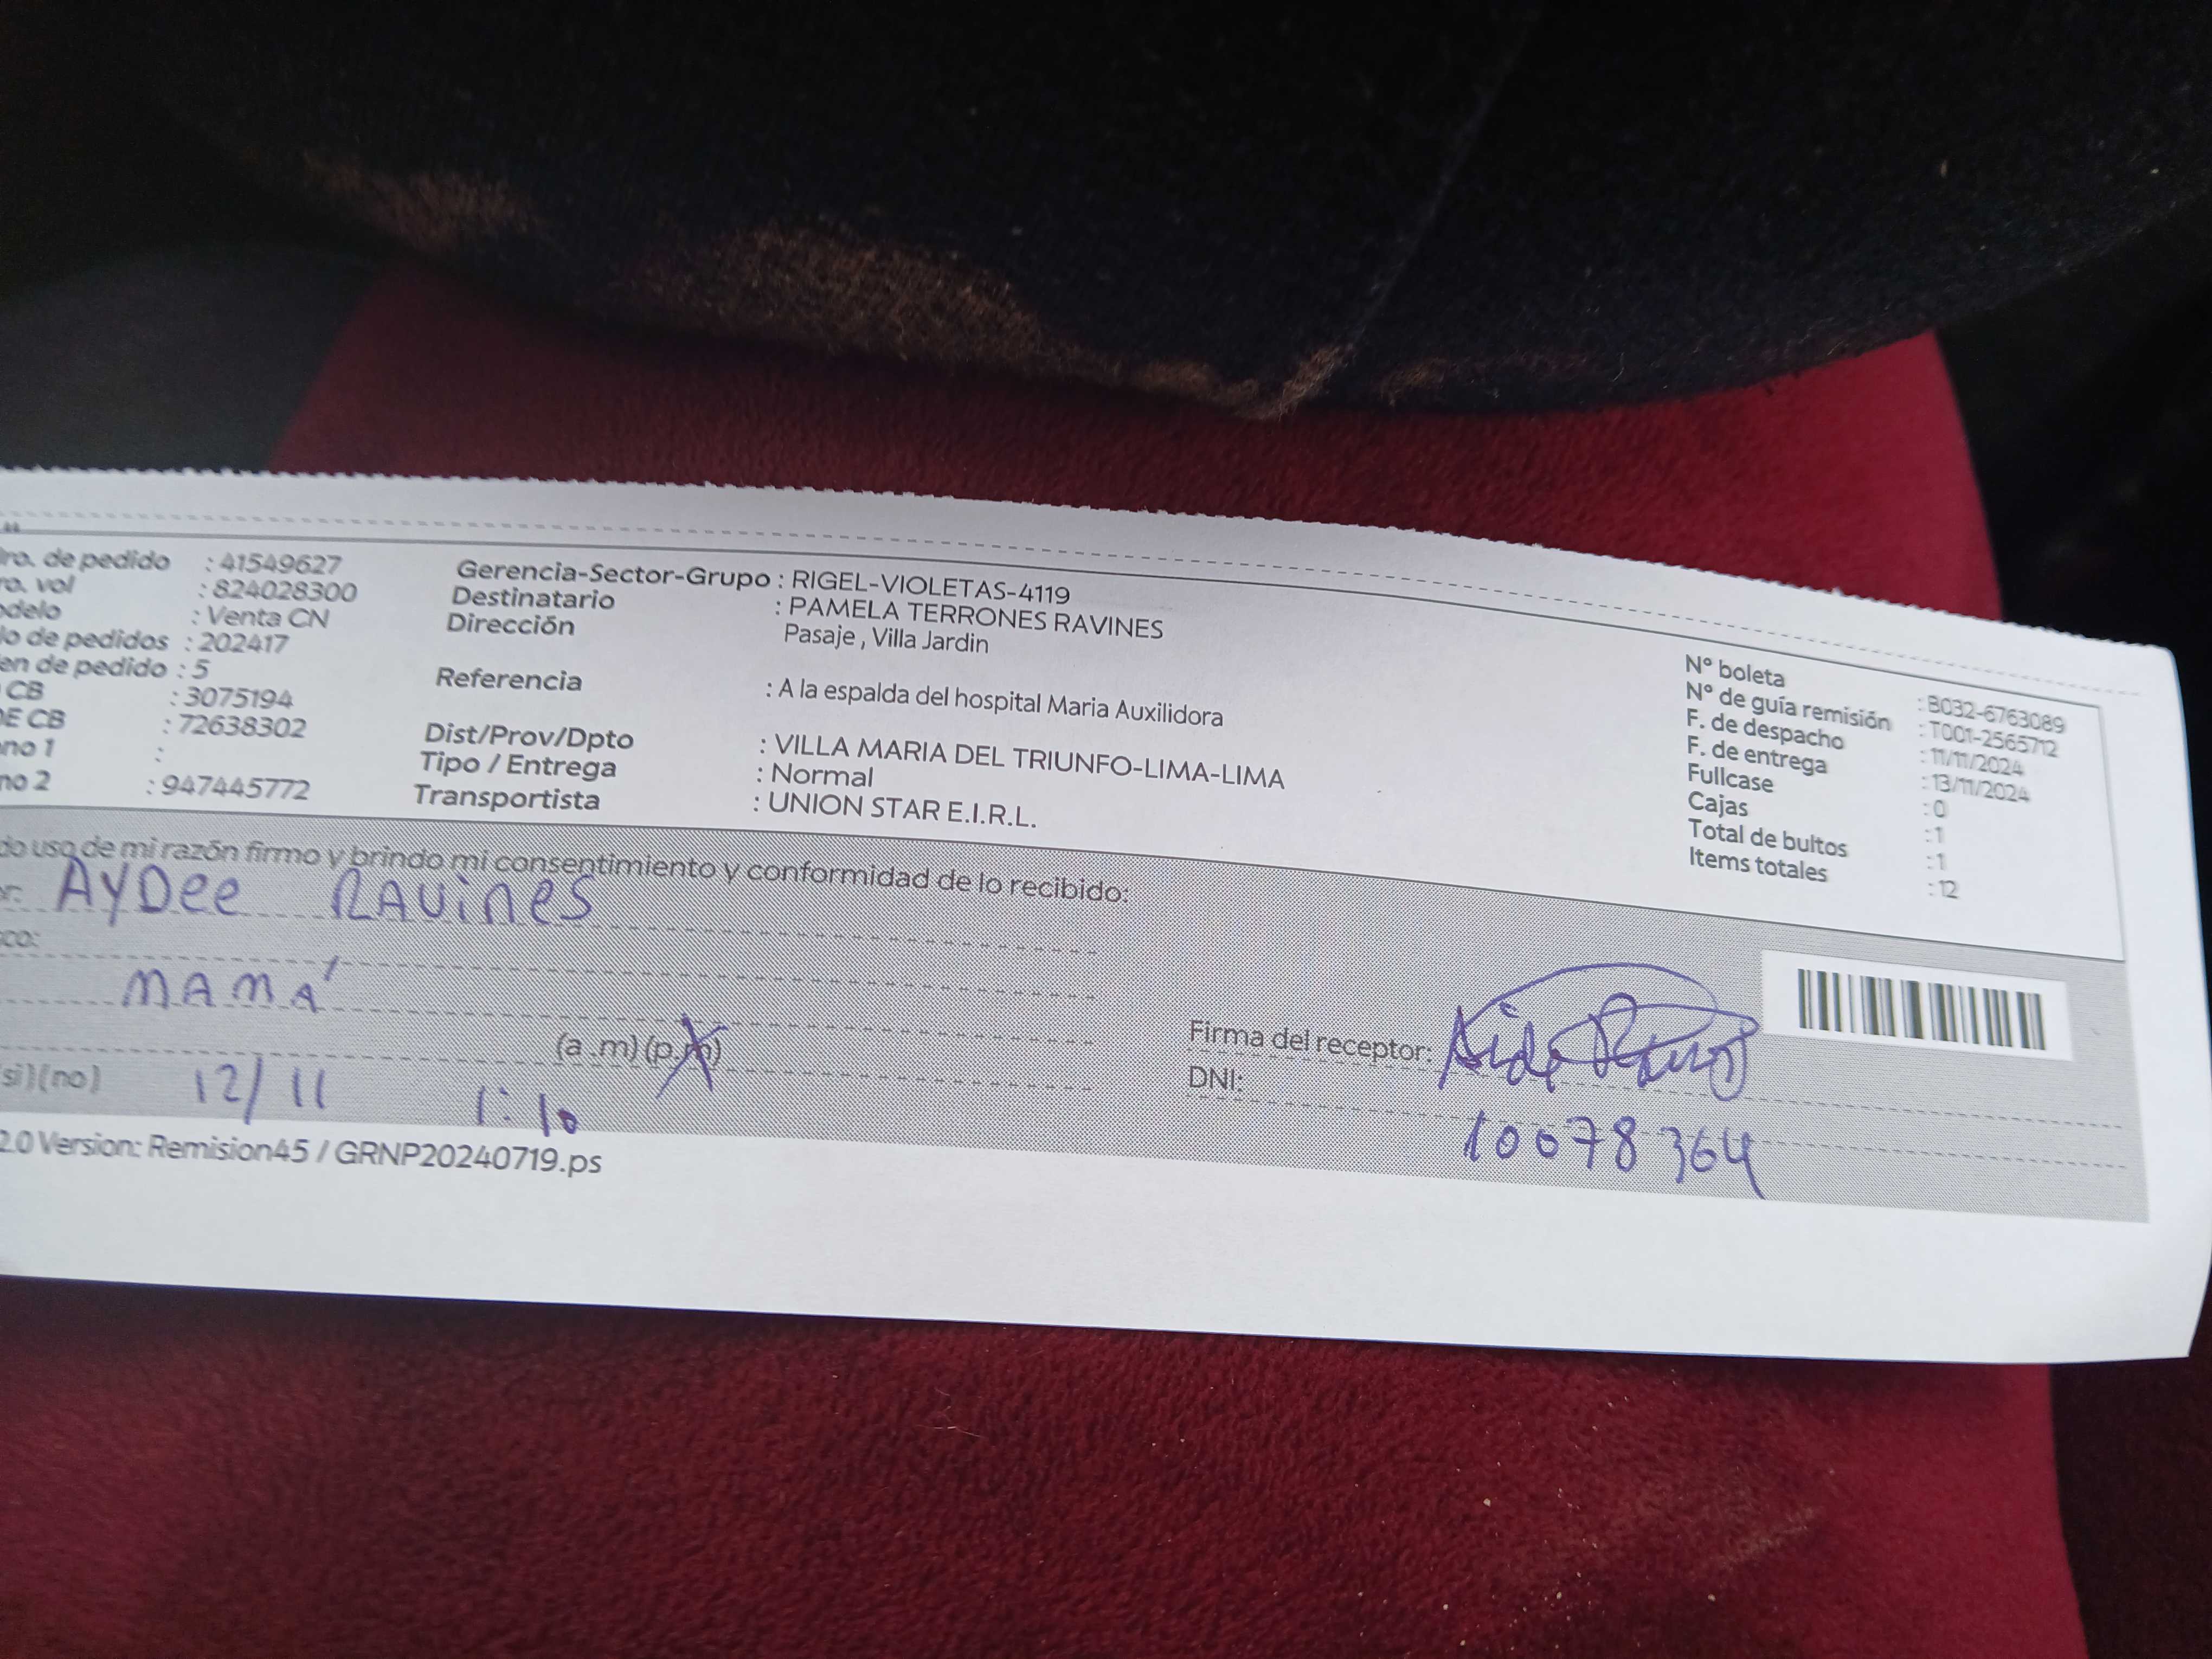 ro. de pedido : 41549627
ro. vol : 824028300
odelo : Venta CN
lo de pedidos : 202417
en de pedido : 5
CB : 3075194
E CB : 72638302
no 1 :
no 2 : 947445772
Gerencia-Sector-Grupo : RIGEL-VIOLETAS-4119
Destinatario : PAMELA TERRONES RAVINES
Dirección Pasaje , Villa Jardin
Referencia : A la espalda del hospital Maria Auxilidora
Dist/Prov/Dpto : VILLA MARIA DEL TRIUNFO-LIMA-LIMA
Tipo / Entrega : Normal
Transportista : UNION STAR E.I.R.L.
N° boleta : B032-6763089
N° de guía remisión : T001-2565712
F. de despacho : 11/11/2024
F. de entrega : 13/11/2024
Fullcase : 0
Cajas : 1
Total de bultos : 1
Items totales : 12
do uso de mi razón firmo y brindo mi consentimiento y conformidad de lo recibido:
r: AYDee RAVineS
co:
MAMÁ
(a .m) (p.m)
si) (no) 12/11 1:10
Firma del receptor:
DNI: 10078364
2.0 Version: Remision45 / GRNP20240719.ps